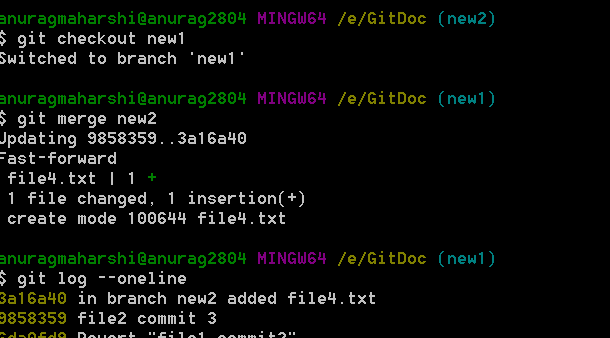 anuragmaharshi@anurag2804 MINGW64 /e/GitDoc (new2)
$ git checkout new1
Switched to branch 'new1'
anuragmaharshi@anurag2804 MINGW64 /e/GitDoc (new1)
$ git merge new2
Updating 9858359..3a16a40
Fast-forward
file4.txt | 1 +
1 file changed, 1 insertion(+)
create mode 100644 file4.txt
anuragmaharshi@anurag2804 MINGW64 /e/GitDoc (new1)
$ git log --oneline
3a16a40 in branch new2 added file4.txt
9858359 file2 commit 3
6da0fd9 Revert "file1 commit2"